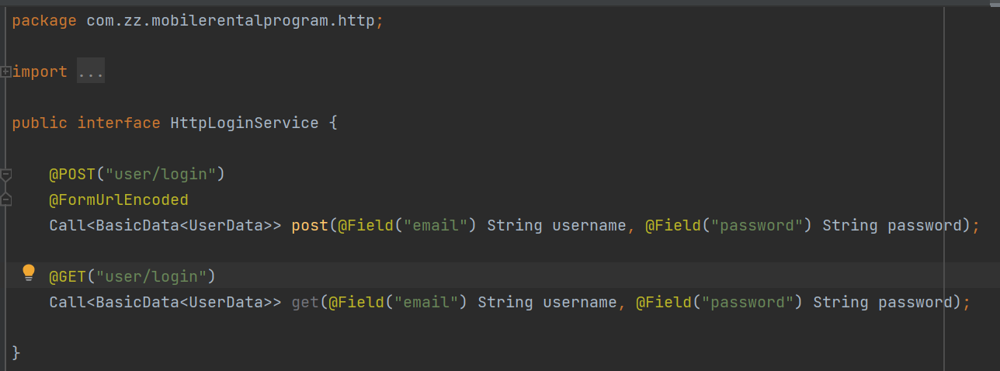 package com.zz.mobilerentalprogram.http;
import ...
public interface HttpLoginService {
@POST("user/login")
@FormUrlEncoded
Call<BasicData<UserData>> post(@Field("email") String username, @Field("password") String password);
@GET("user/login")
Call<BasicData<UserData>> get(@Field("email") String username, @Field("password") String password);
}